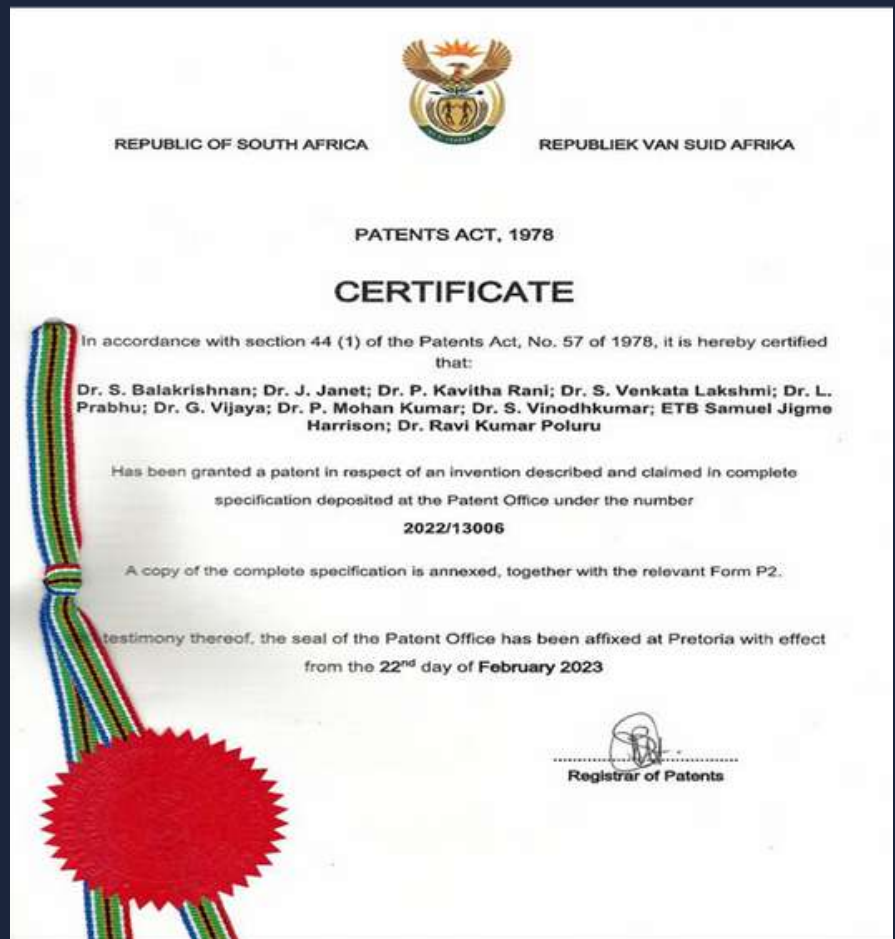 REPUBLIC OF SOUTH AFRICA
REPUBLIEK VAN SUID AFRIKA
PATENTS ACT, 1978
CERTIFICATE
In accordance with section 44 (1) of the Patents Act, No. 57 of 1978, it is hereby certified
that:
Dr. S. Balakrishnan; Dr. J. Janet; Dr. P. Kavitha Rani; Dr. S. Venkata Lakshmi; Dr. L.
Prabhu; Dr. G. Vijaya; Dr. P. Mohan Kumar; Dr. S. Vinodhkumar; ETB Samuel Jigme
Harrison; Dr. Ravi Kumar Poluru
Has been granted a patent in respect of an invention described and claimed in complete
specification deposited at the Patent Office under the number
2022/13006
A copy of the complete specification is annexed, together with the relevant Form P2.
testimony thereof, the seal of the Patent Office has been affixed at Pretoria with effect
from the 22nd day of February 2023
Registrar of Patents